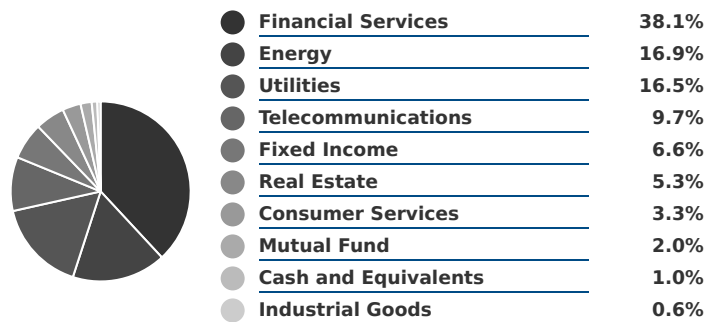 Financial Services 38.1%
Energy 16.9%
Utilities 16.5%
Telecommunications 9.7%
Fixed Income 6.6%
Real Estate 5.3%
Consumer Services 3.3%
Mutual Fund 2.0%
Cash and Equivalents 1.0%
Industrial Goods 0.6%